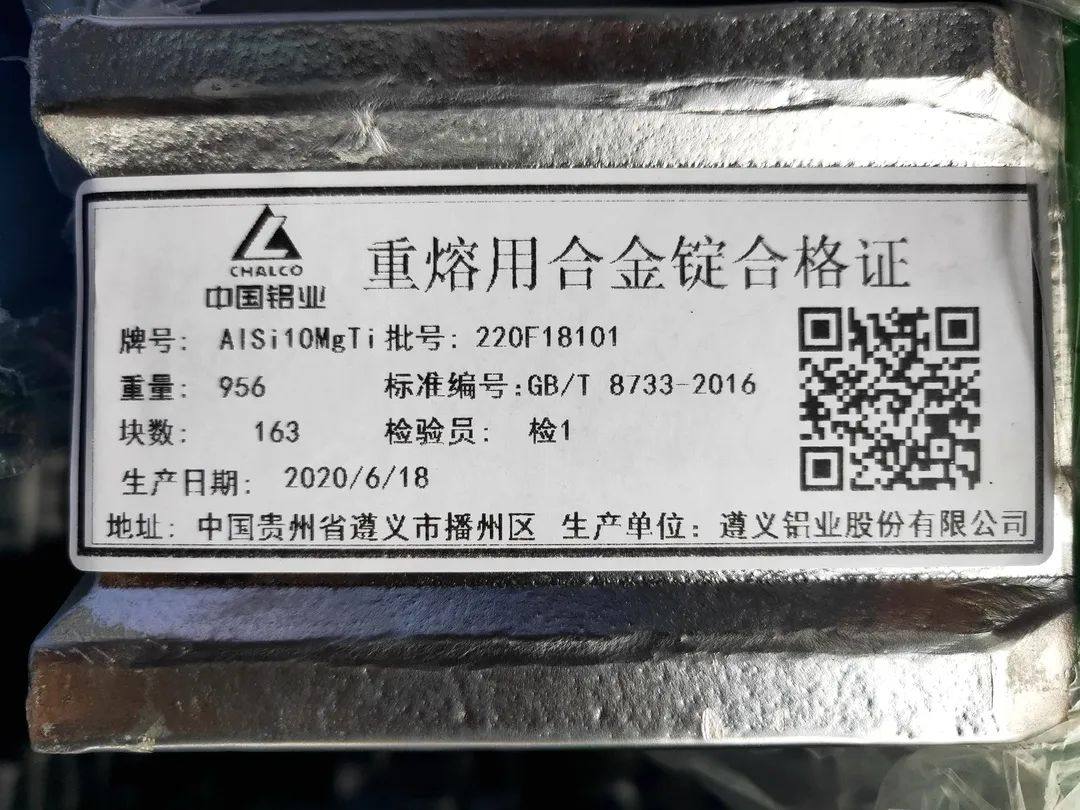 CHALCO
中国铝业
重熔用合金锭合格证
牌号: AlSi10MgTi 批号: 220F18101
重量: 956 标准编号:GB/T 8733-2016
块数: 163 检验员: 检1
生产日期: 2020/6/18
地址: 中国贵州省遵义市播州区 生产单位: 遵义铝业股份有限公司